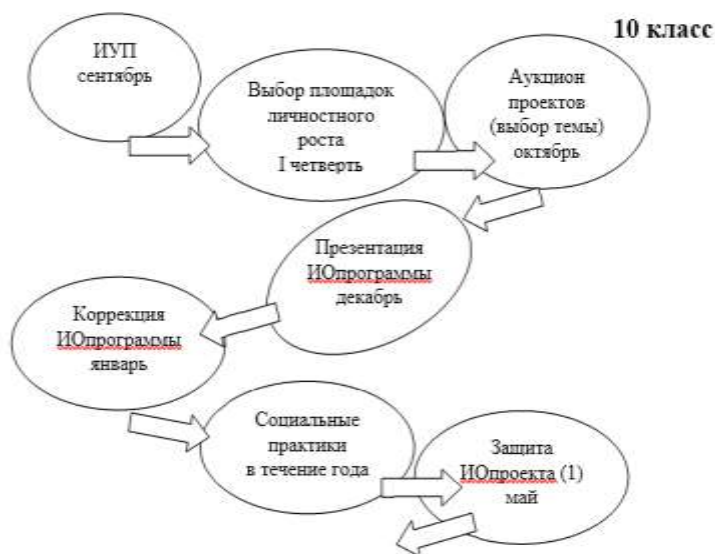 10 класс
ИУП
сентябрь
Выбор площадок
личностного
роста
I четверть
Аукцион
проектов
(выбор темы)
октябрь
Презентация
ИОпрограммы
декабрь
Коррекция
ИОпрограммы
январь
Социальные
практики
в течение года
Защита
ИОпроекта (1)
май